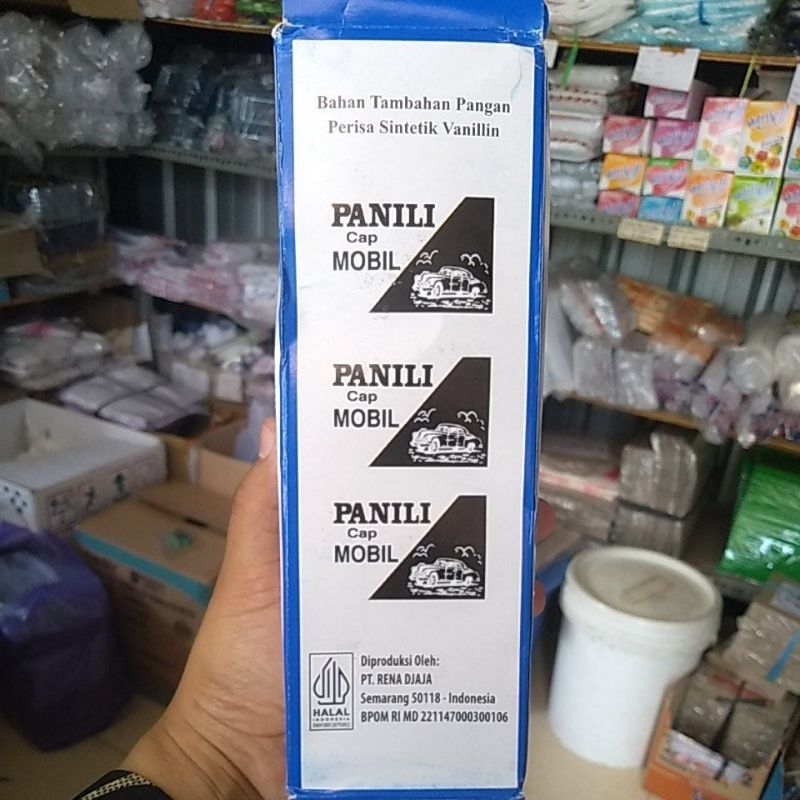 Bahan Tambahan Pangan
Perisa Sintetik Vanillin
PANILI
Cap
MOBIL
PANILI
Cap
MOBIL
PANILI
Cap
MOBIL
HALAL
INDONESIA
Diproduksi Oleh:
PT. RENA DJAJA
Semarang 50118 - Indonesia
BPOM RI MD 221147000300106